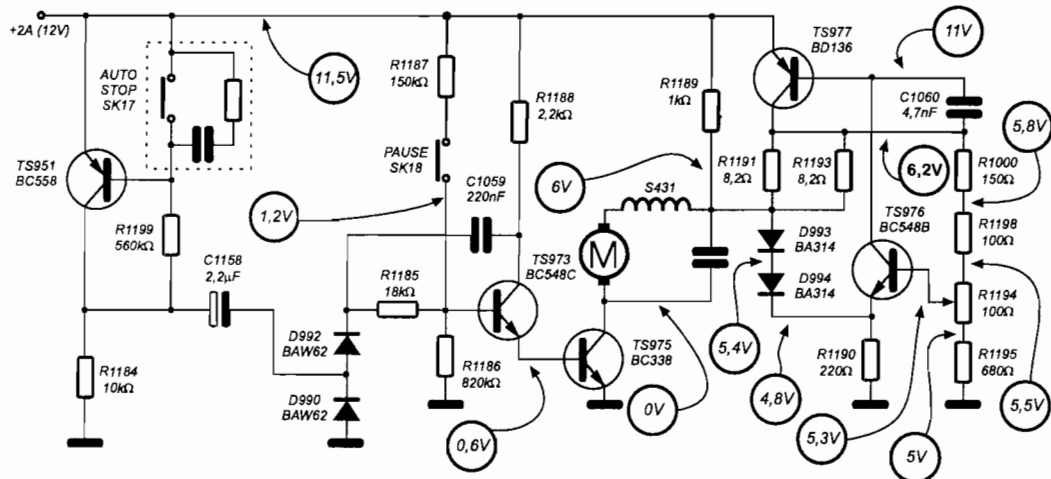 +2A (12V)
AUTO
STOP
SK17
11,5V
R1187
150kΩ
R1188
2,2kΩ
R1189
1kΩ
TS977
BD136
11V
C1060
4,7nF
5,8V
TS951
BC558
PAUSE
SK18
6V
R1191
8,2Ω
R1193
8,2Ω
6,2V
R1000
150Ω
1,2V
C1059
220nF
S431
R1199
560kΩ
M
D993
BA314
TS976
BC548B
R1198
100Ω
C1158
2,2µF
R1185
18kΩ
TS973
BC548C
D994
BA314
R1194
100Ω
D992
BAW62
TS975
BC338
5,4V
R1184
10kΩ
R1186
820kΩ
R1190
220Ω
R1195
680Ω
D990
BAW62
0V
4,8V
5,5V
0,6V
5,3V
5V